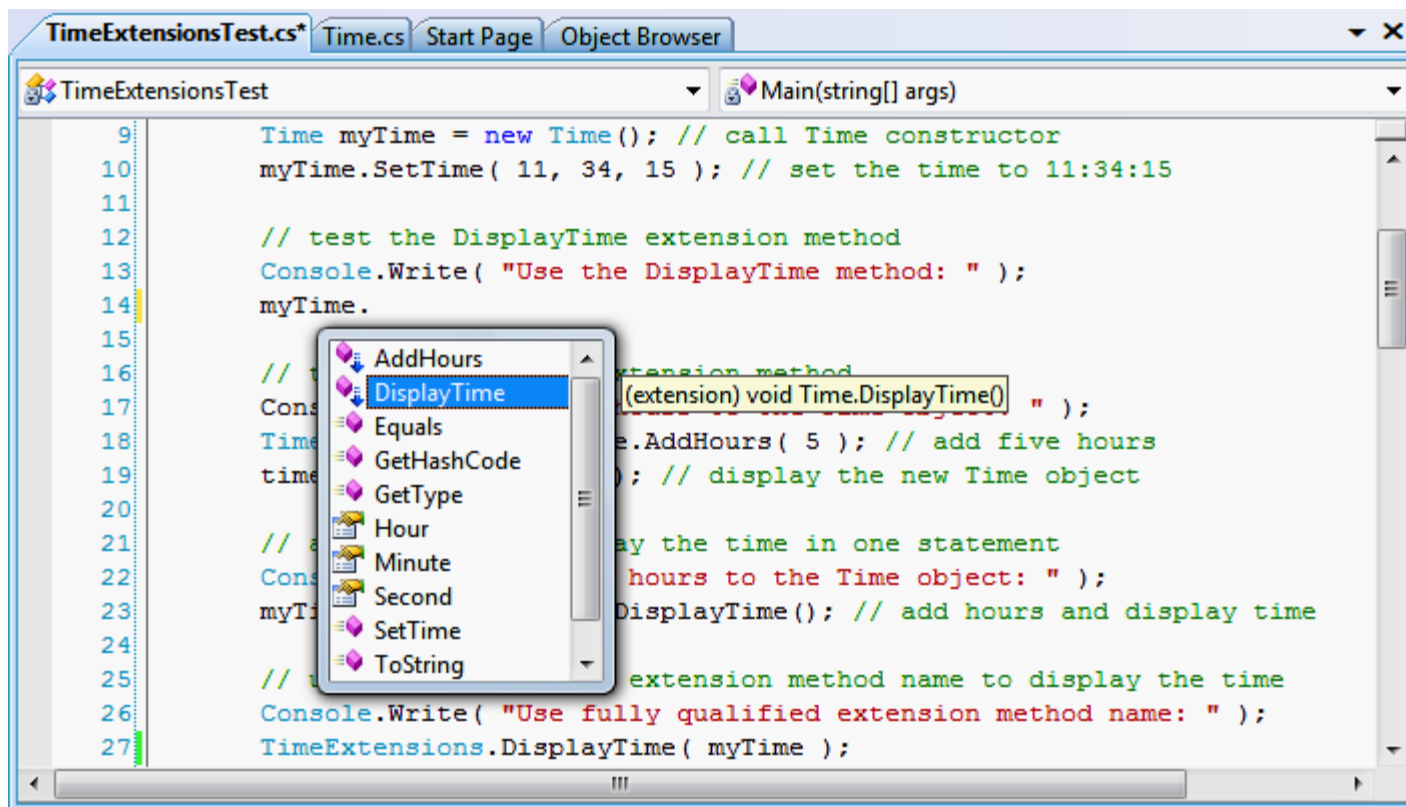 TimeExtensionsTest.cs* Time.cs Start Page Object Browser
TimeExtensionsTest Main(string[] args)
9 Time myTime = new Time(); // call Time constructor
10 myTime.SetTime( 11, 34, 15 ); // set the time to 11:34:15
11
12 // test the DisplayTime extension method
13 Console.Write( "Use the DisplayTime method: " );
14 myTime.
15
AddHours
16 // t extension method
DisplayTime (extension) void Time.DisplayTime()
17 Cons " );
Equals
18 Time e.AddHours( 5 ); // add five hours
GetHashCode
19 time ); // display the new Time object
GetType
20
Hour
21 // a ay the time in one statement
Minute
22 Cons hours to the Time object: " );
Second
23 myTi DisplayTime(); // add hours and display time
SetTime
24
ToString
25 // u extension method name to display the time
26 Console.Write( "Use fully qualified extension method name: " );
27 TimeExtensions.DisplayTime( myTime );